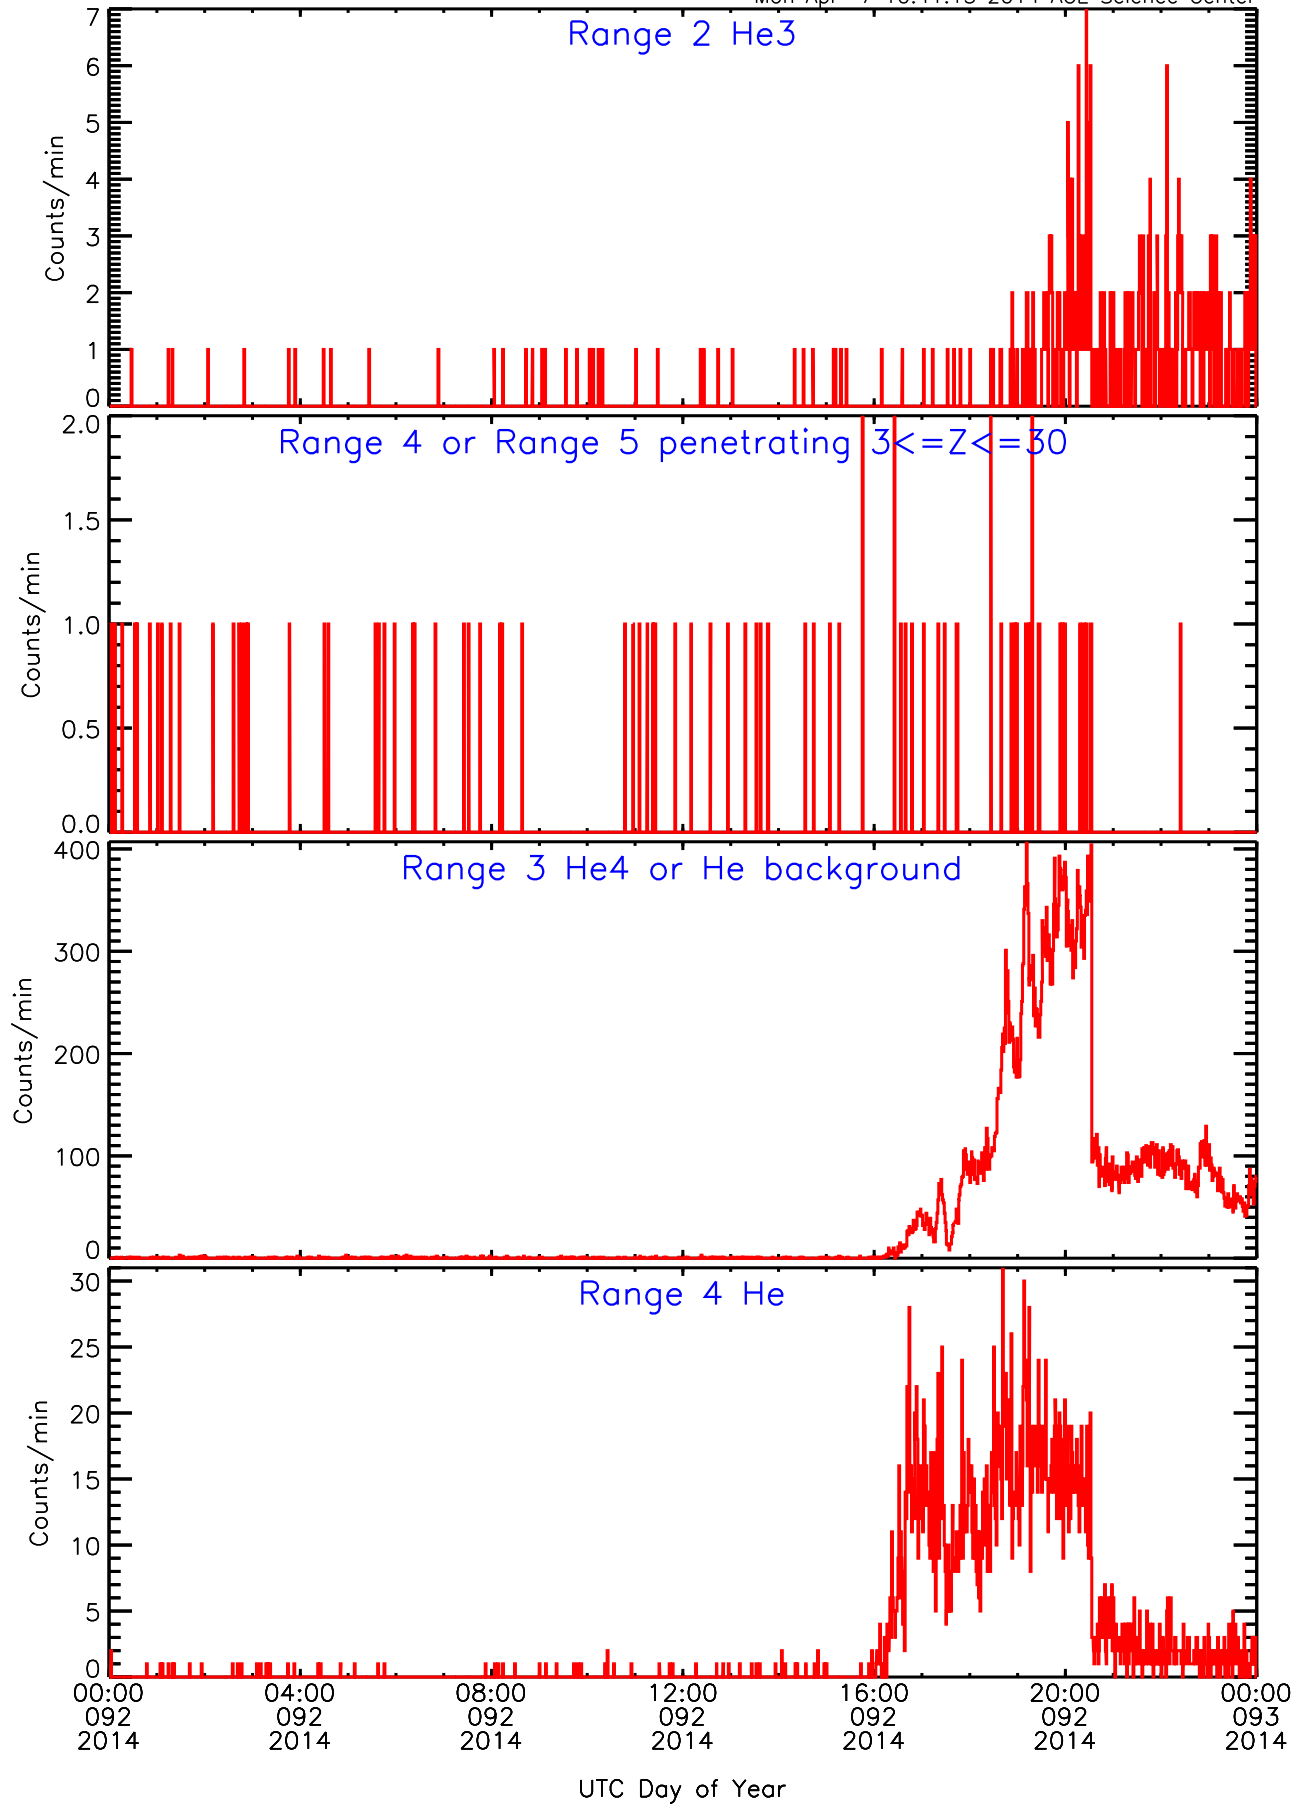 Range 2 He3
7
6
5
4
3
2
1
0
Counts/min
Range 4 or Range 5 penetrating 3<=Z<=30
2.0
1.5
1.0
0.5
0.0
Counts/min
Range 3 He4 or He background
400
300
200
100
0
Counts/min
Range 4 He
30
25
20
15
10
5
0
Counts/min
00:00 04:00 08:00 12:00 16:00 20:00 00:00
092 092 092 092 092 092 093
2014 2014 2014 2014 2014 2014 2014
UTC Day of Year